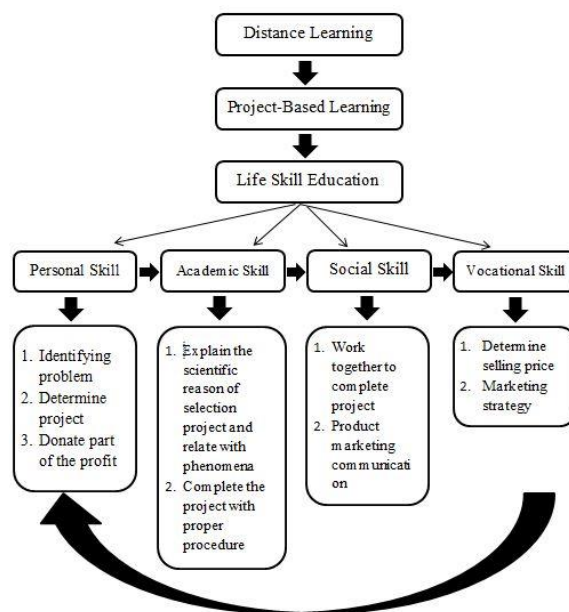 Distance Learning
Project-Based Learning
Life Skill Education
Personal Skill
Academic Skill
Social Skill
Vocational Skill
1. Identifying
problem
2. Determine
project
3. Donate part
of the profit
1. Explain the
scientific
reason of
selection
project and
relate with
phenomena
2. Complete the
project with
proper
procedure
1. Work
together to
complete
project
2. Product
marketing
communicati
on
1. Determine
selling price
2. Marketing
strategy